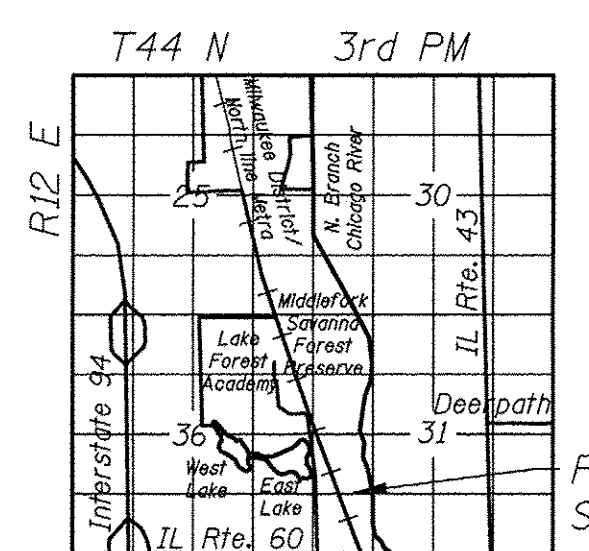 T44 N 3rd PM
R12 E
Milwaukee District/
North line Metra
N. Branch
Chicago River
25
30
IL Rte. 43
Middlefork
Savanna
Forest
Preserve
Lake
Forest
Academy
Interstate 94
Deerpath
36
31
West
Lake
East
Lake
IL Rte. 60